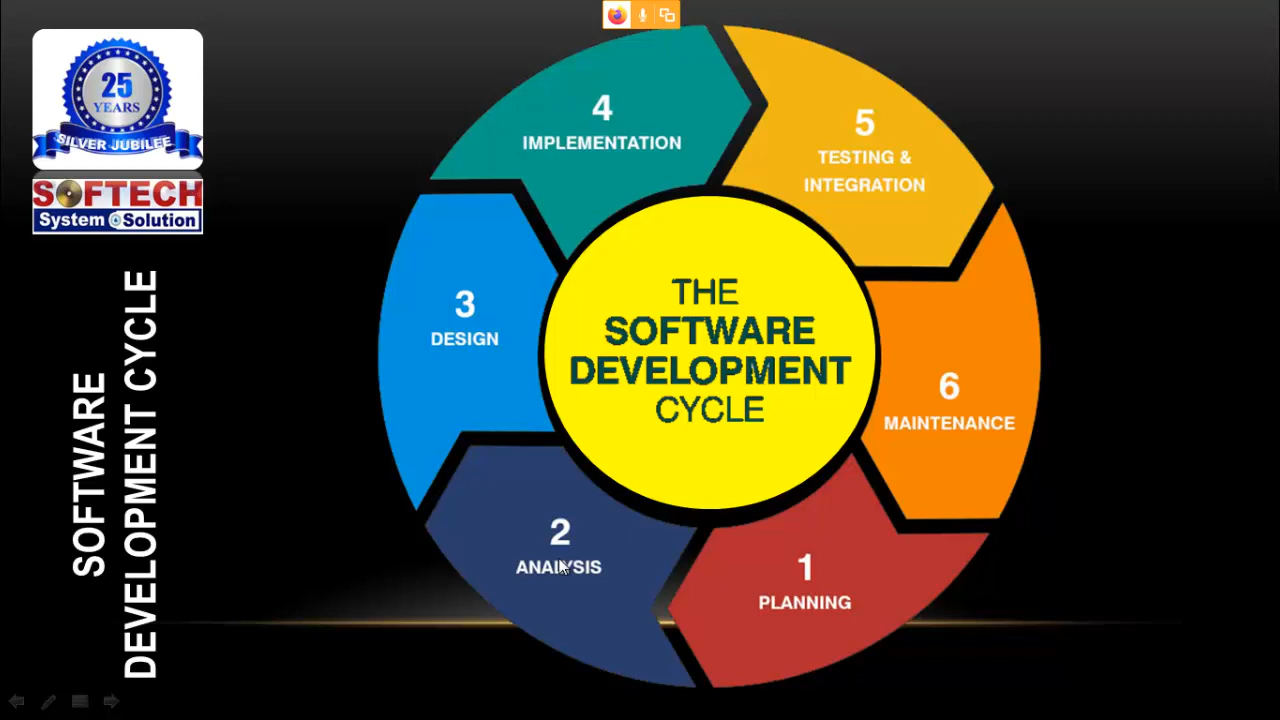 25
YEARS
SILVER JUBILEE
SOFTECH
System Solution
SOFTWARE
DEVELOPMENT CYCLE
THE
SOFTWARE
DEVELOPMENT
CYCLE
1
PLANNING
2
ANALYSIS
3
DESIGN
4
IMPLEMENTATION
5
TESTING &
INTEGRATION
6
MAINTENANCE